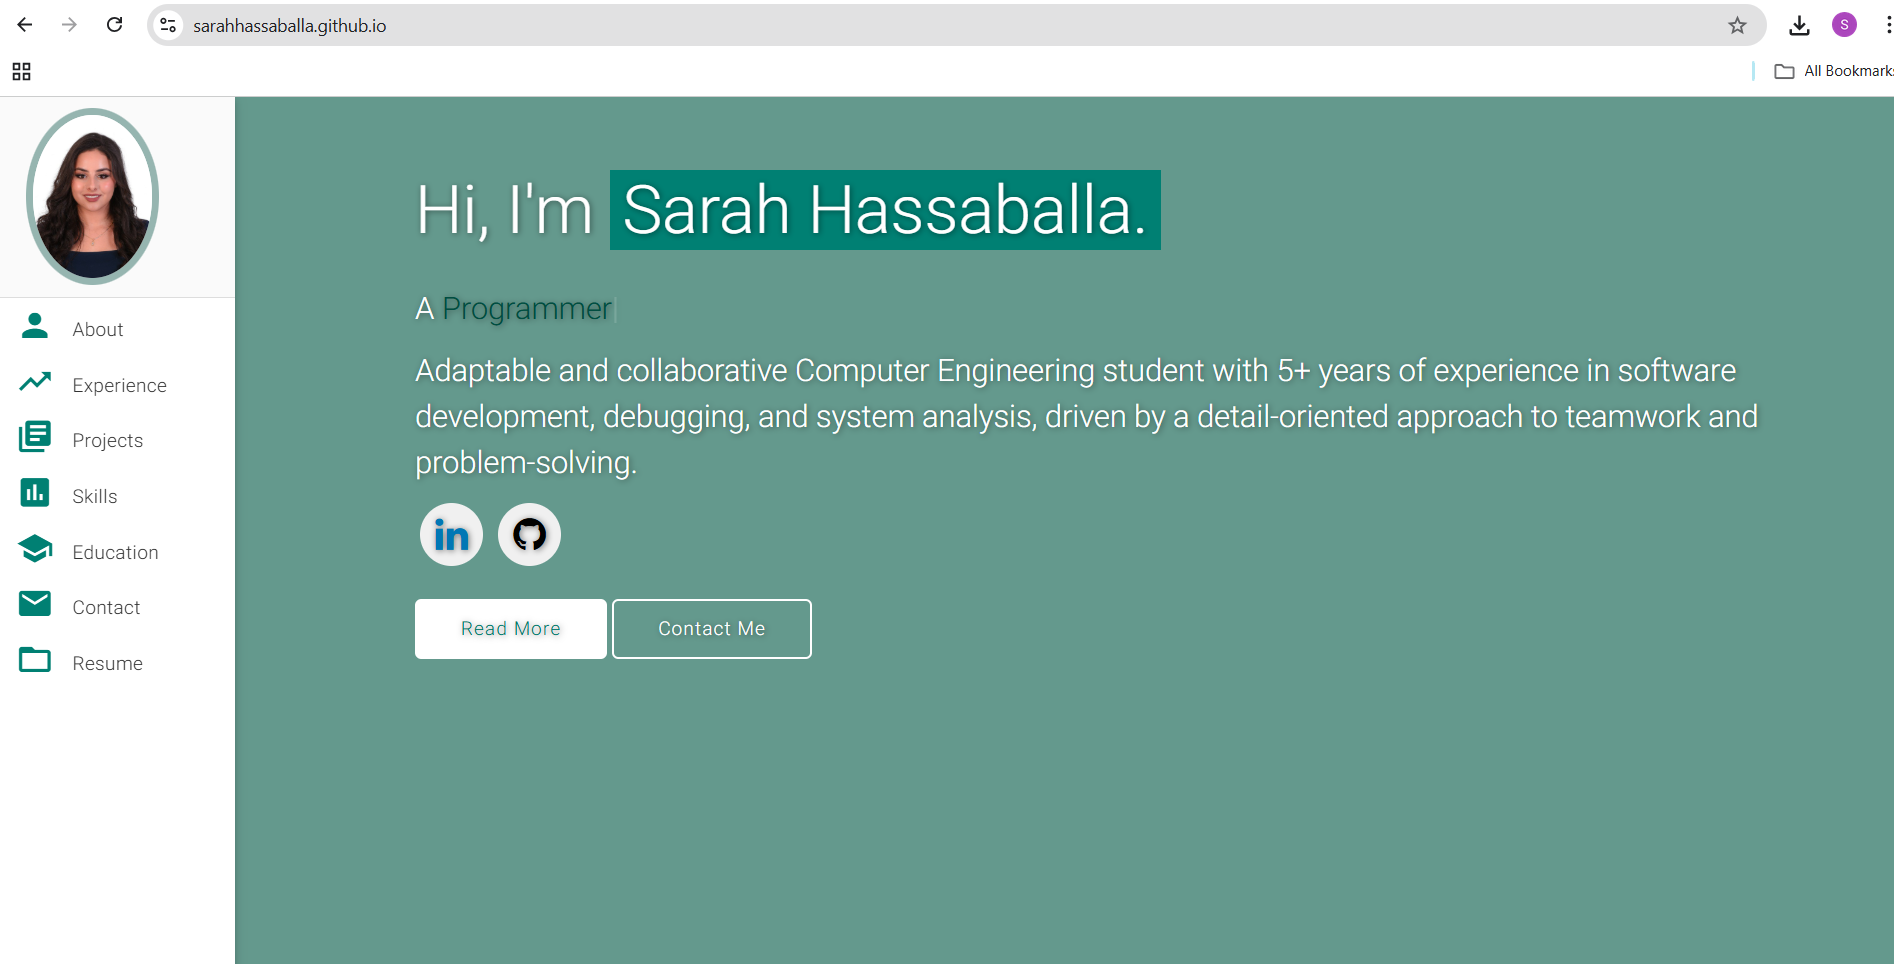 sarahhassaballa.github.io
S
All Bookmarks
Hi, I'm Sarah Hassaballa.
A Programmer
Adaptable and collaborative Computer Engineering student with 5+ years of experience in software
development, debugging, and system analysis, driven by a detail-oriented approach to teamwork and
problem-solving.
in
Read More
Contact Me
About
Experience
Projects
Skills
Education
Contact
Resume